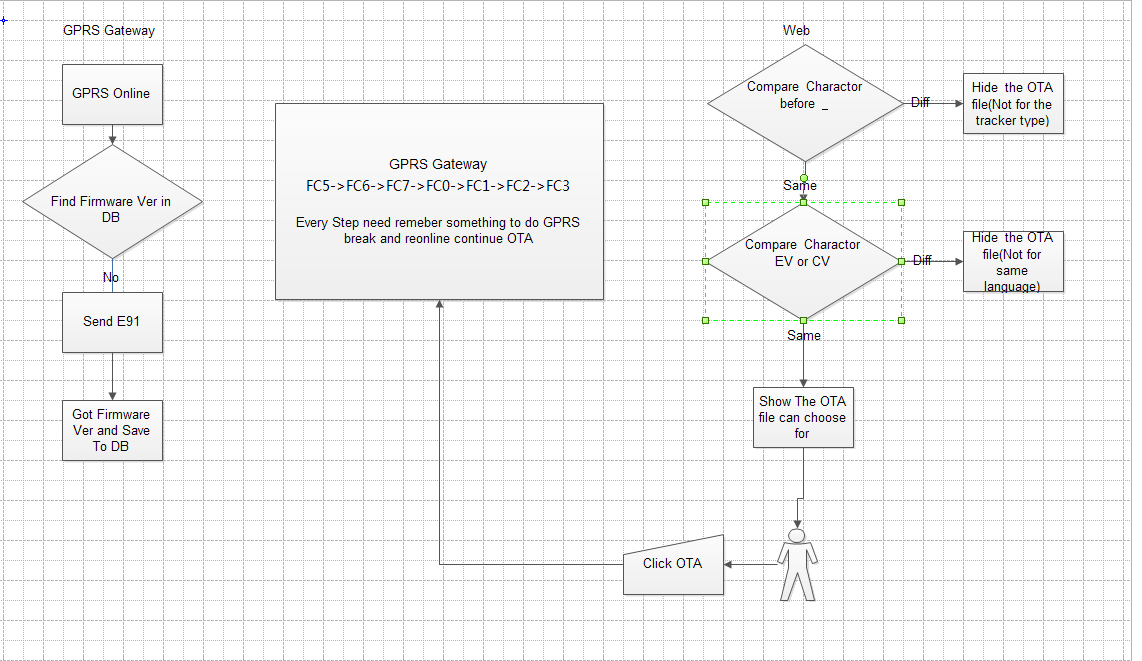 GPRS Gateway
GPRS Online
Find Firmware Ver in
DB
No
Send E91
Got Firmware
Ver and Save
To DB
GPRS Gateway
FC5->FC6->FC7->FC0->FC1->FC2->FC3
Every Step need remeber something to do GPRS
break and reonline continue OTA
Web
Compare Charactor
before _
Diff
Hide the OTA
file(Not for the
tracker type)
Same
Compare Charactor
EV or CV
Diff
Hide the OTA
file(Not for
same
language)
Same
Show The OTA
file can choose
for
Click OTA